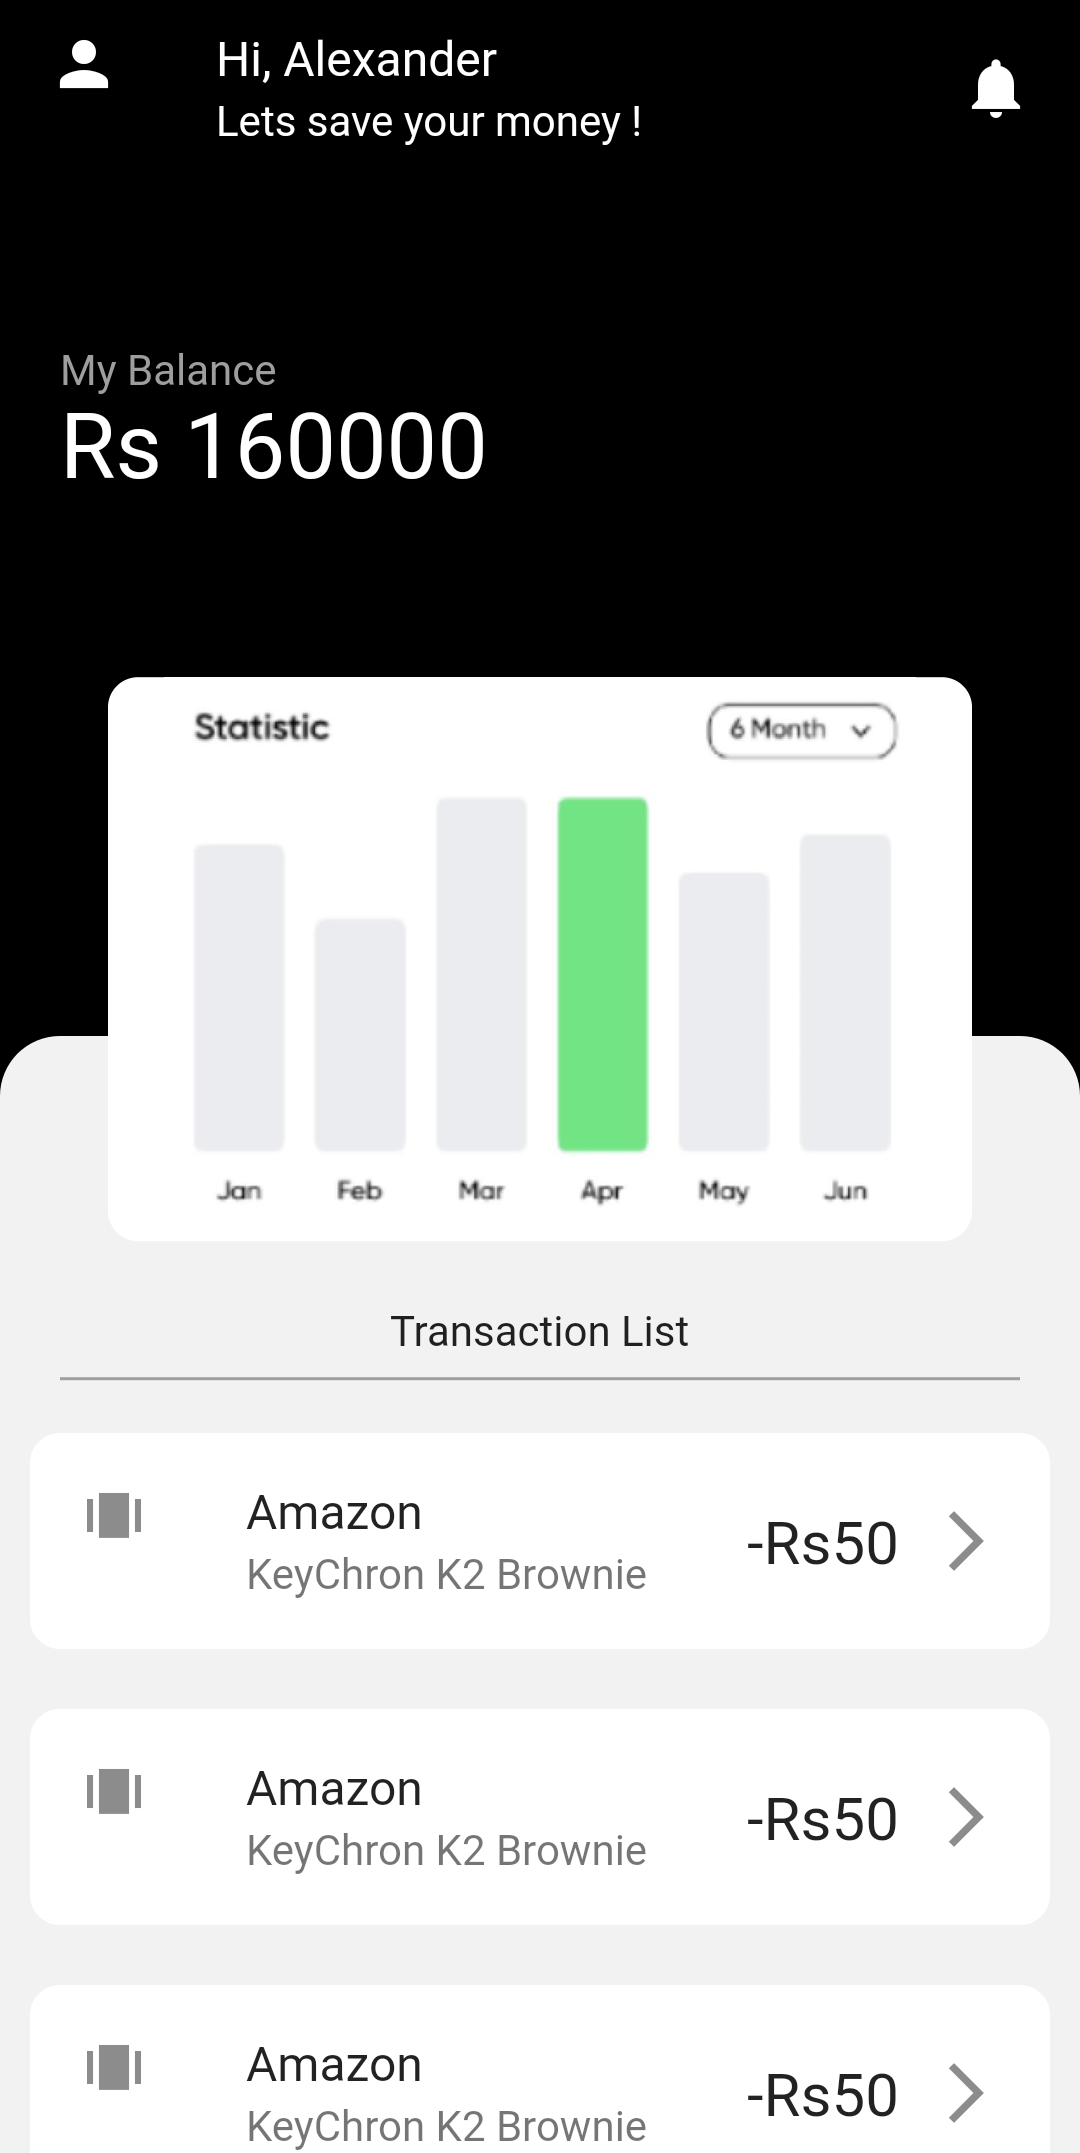 Hi, Alexander
Lets save your money !
My Balance
Rs 160000
Statistic
6 Month
Jan Feb Mar Apr May Jun
Transaction List
Amazon
KeyChron K2 Brownie
-Rs50
Amazon
KeyChron K2 Brownie
-Rs50
Amazon
KeyChron K2 Brownie
-Rs50